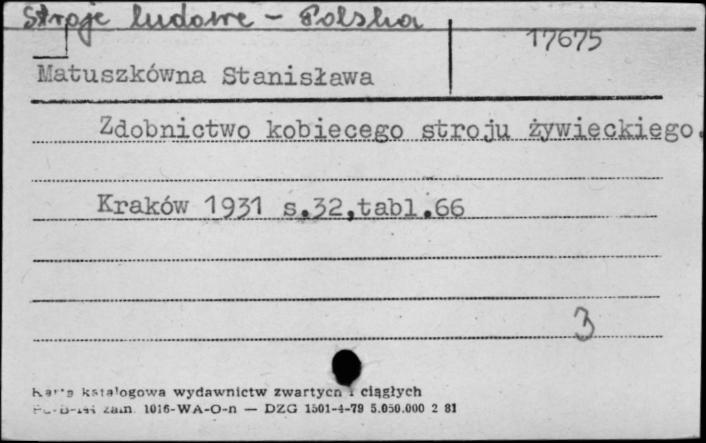 Stroje ludowe - Polska
17675
Matuszkówna Stanisława
Zdobnictwo kobiecego stroju żywieckiego.
Kraków 1931 s.32,tabl.66
3
Karta katalogowa wydawnictw zwartych i ciągłych
zam. 1016-WA-O-n — DZG 1501-4-79 5.050.000 2 81